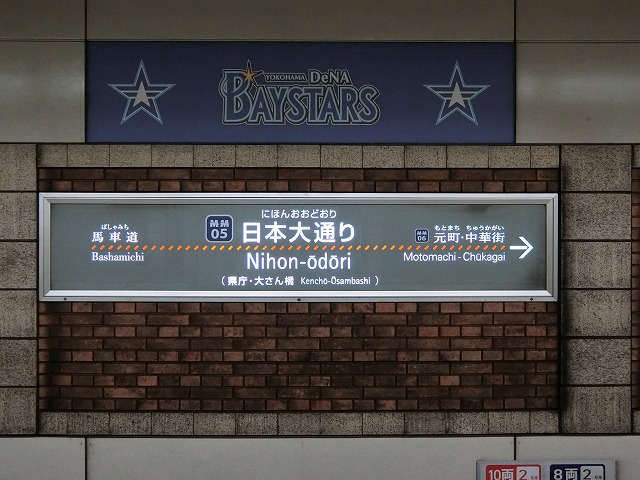 YOKOHAMA DeNA
BAYSTARS
にほんおおどおり
MM
05
日本大通り
Nihon-ōdōri
（県庁・大さん橋 Kenchō-Ōsambashi）
ばしゃみち
馬車道
Bashamichi
もとまち ちゅうかがい
MM
06
元町・中華街
Motomachi-Chūkagai
10両 2
8両 2